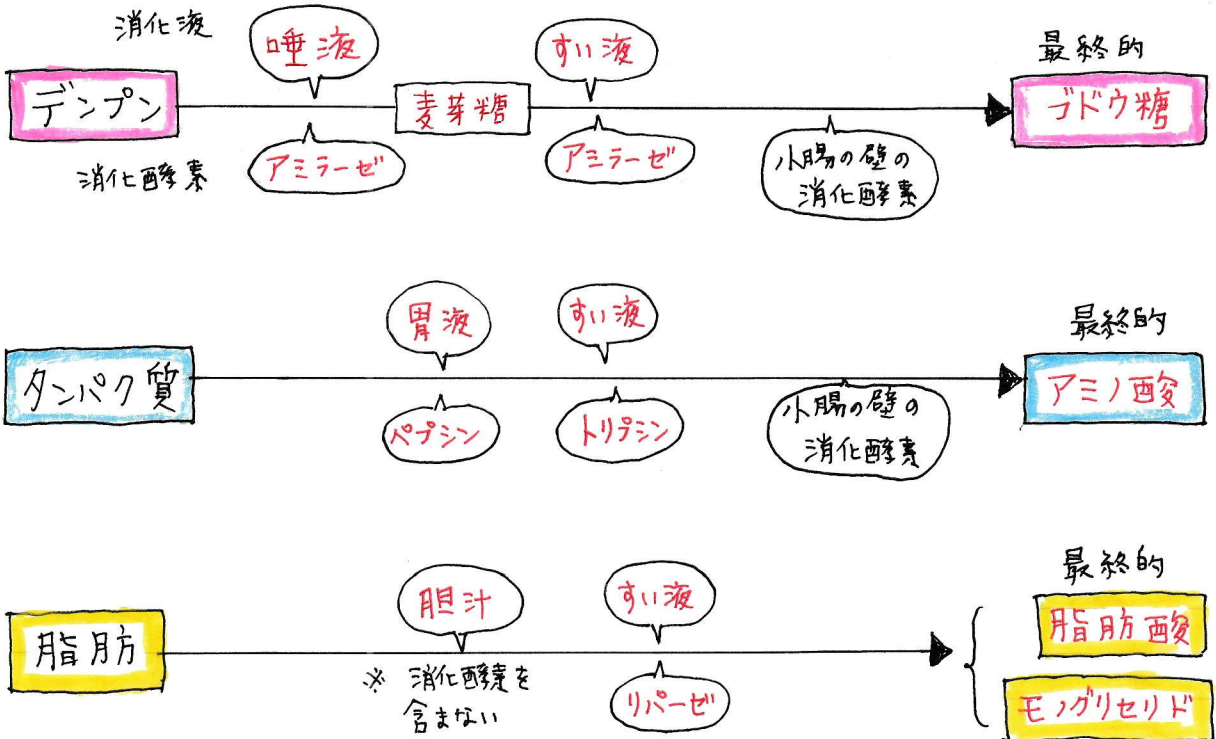 消化液
唾液
すい液
最終的
デンプン
麦芽糖
ブドウ糖
消化酵素
アミラーゼ
アミラーゼ
小腸の壁の
消化酵素
胃液
すい液
最終的
タンパク質
アミノ酸
ペプシン
トリプシン
小腸の壁の
消化酵素
胆汁
すい液
最終的
脂肪
脂肪酸
※ 消化酵素を
含まない
リパーゼ
モノグリセリド